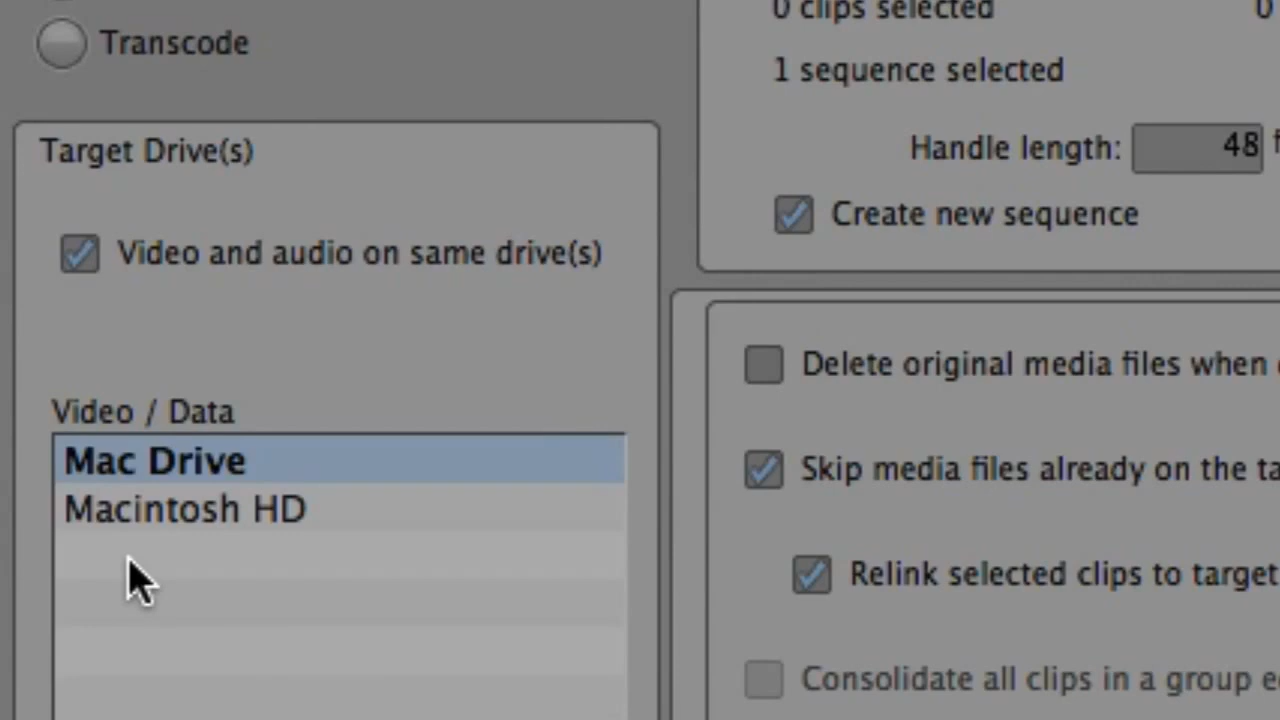 Transcode
Target Drive(s)
Video and audio on same drive(s)
Video / Data
Mac Drive
Macintosh HD
0 clips selected
0
1 sequence selected
Handle length: 48
Create new sequence
Delete original media files when
Skip media files already on the
Relink selected clips to target
Consolidate all clips in a group